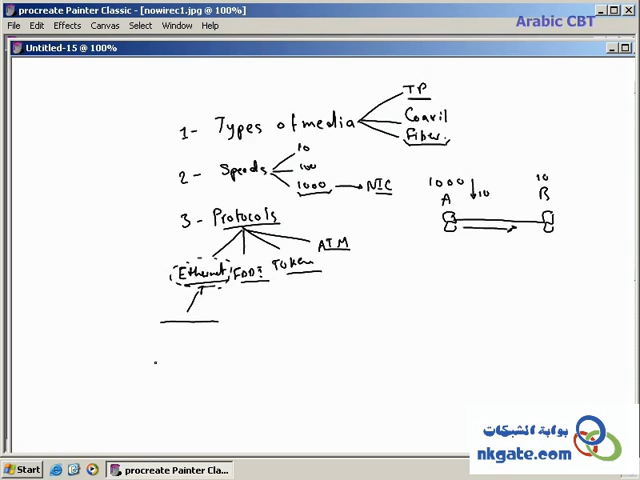 procreate Painter Classic - [nowirec1.jpg @ 100%]
Arabic CBT
File Edit Effects Canvas Select Shapes Window Help
Untitled-15 @ 100%
1- Types of media
TP
Coaxil
Fiber.
2- Speeds
10
100
1000
NIC
1000
10
A
10
B
3- Protocols
Ethernet
FDDI
Token
ATM
بوابة الشبكات
nkgate.com
Start
procreate Painter Cla...